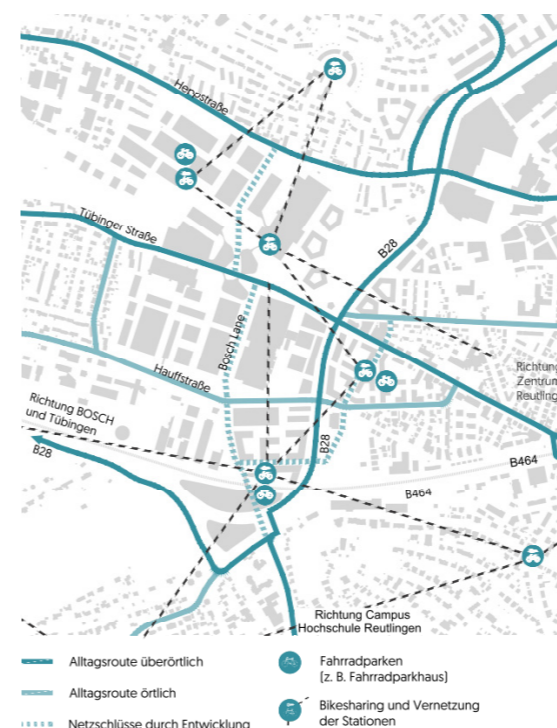 Hegostraße
Tübinger Straße
B28
Bosch Lane
Hauffstraße
Richtung
Zentrum
Reutling
Richtung BOSCH
und Tübingen
B28
B28
B464
B464
Richtung Campus
Hochschule Reutlingen
Alltagsroute überörtlich
Fahrradparken
(z. B. Fahrradparkhaus)
Alltagsroute örtlich
Bikesharing und Vernetzung
der Stationen
Netzschlüsse durch Entwicklung